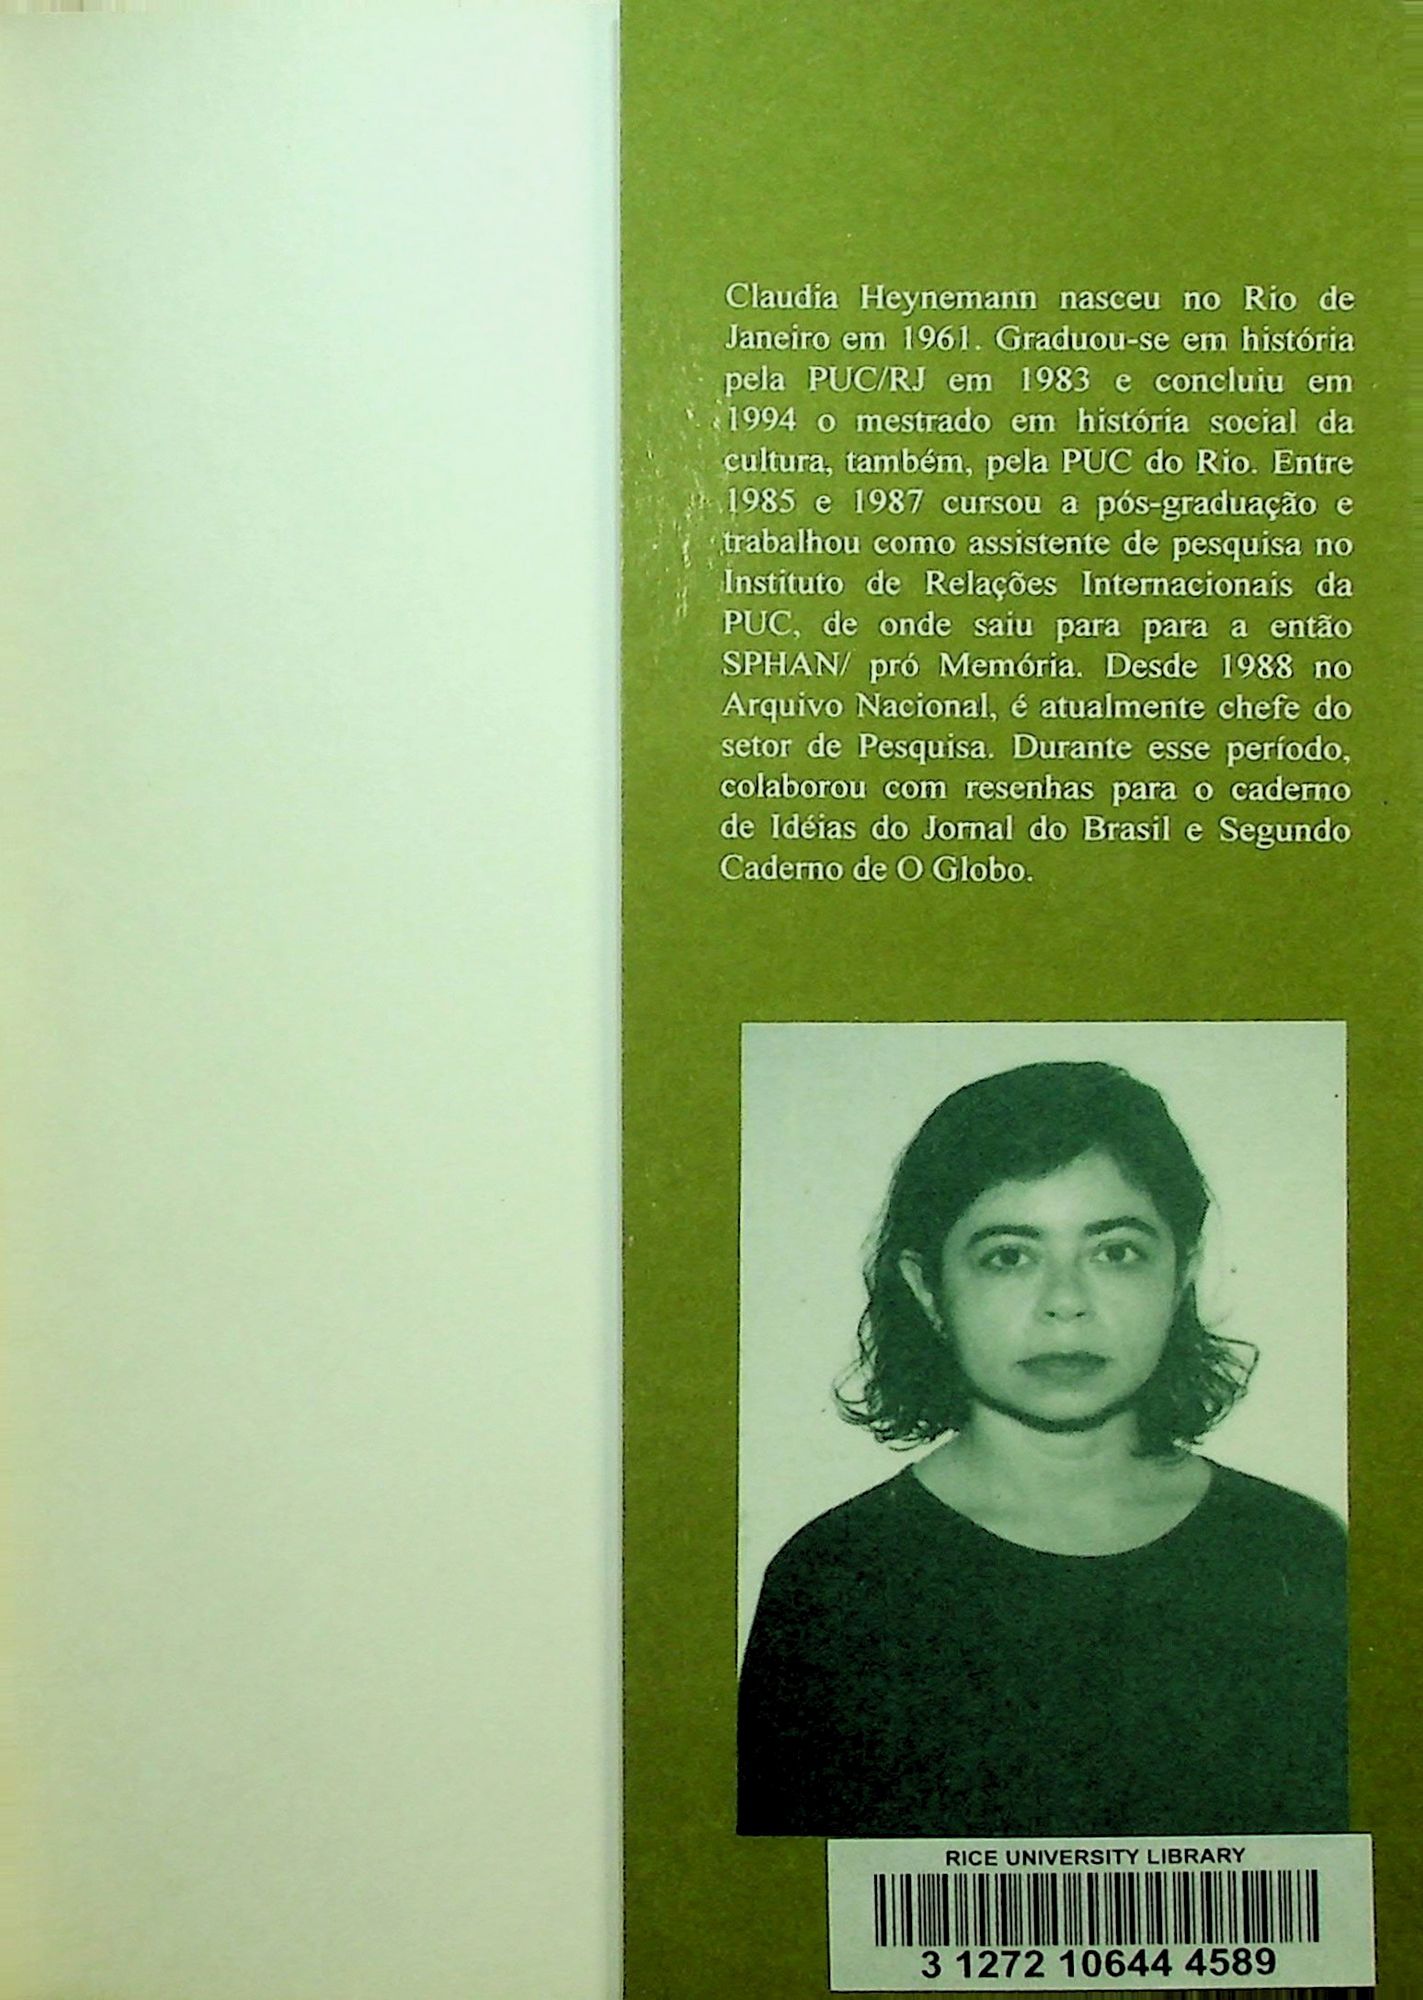 Claudia Heynemann nasceu no Rio de
Janeiro em 1961. Graduou-se em história
pela PUC/RJ em 1983 e concluiu em
1994 o mestrado em história social da
cultura, também, pela PUC do Rio. Entre
1985 e 1987 cursou a pós-graduação e
trabalhou como assistente de pesquisa no
Instituto de Relações Internacionais da
PUC, de onde saiu para para a então
SPHAN/ pró Memória. Desde 1988 no
Arquivo Nacional, é atualmente chefe do
setor de Pesquisa. Durante esse período,
colaborou com resenhas para o caderno
de Idéias do Jornal do Brasil e Segundo
Caderno de O Globo.
RICE UNIVERSITY LIBRARY
3 1272 10644 4589